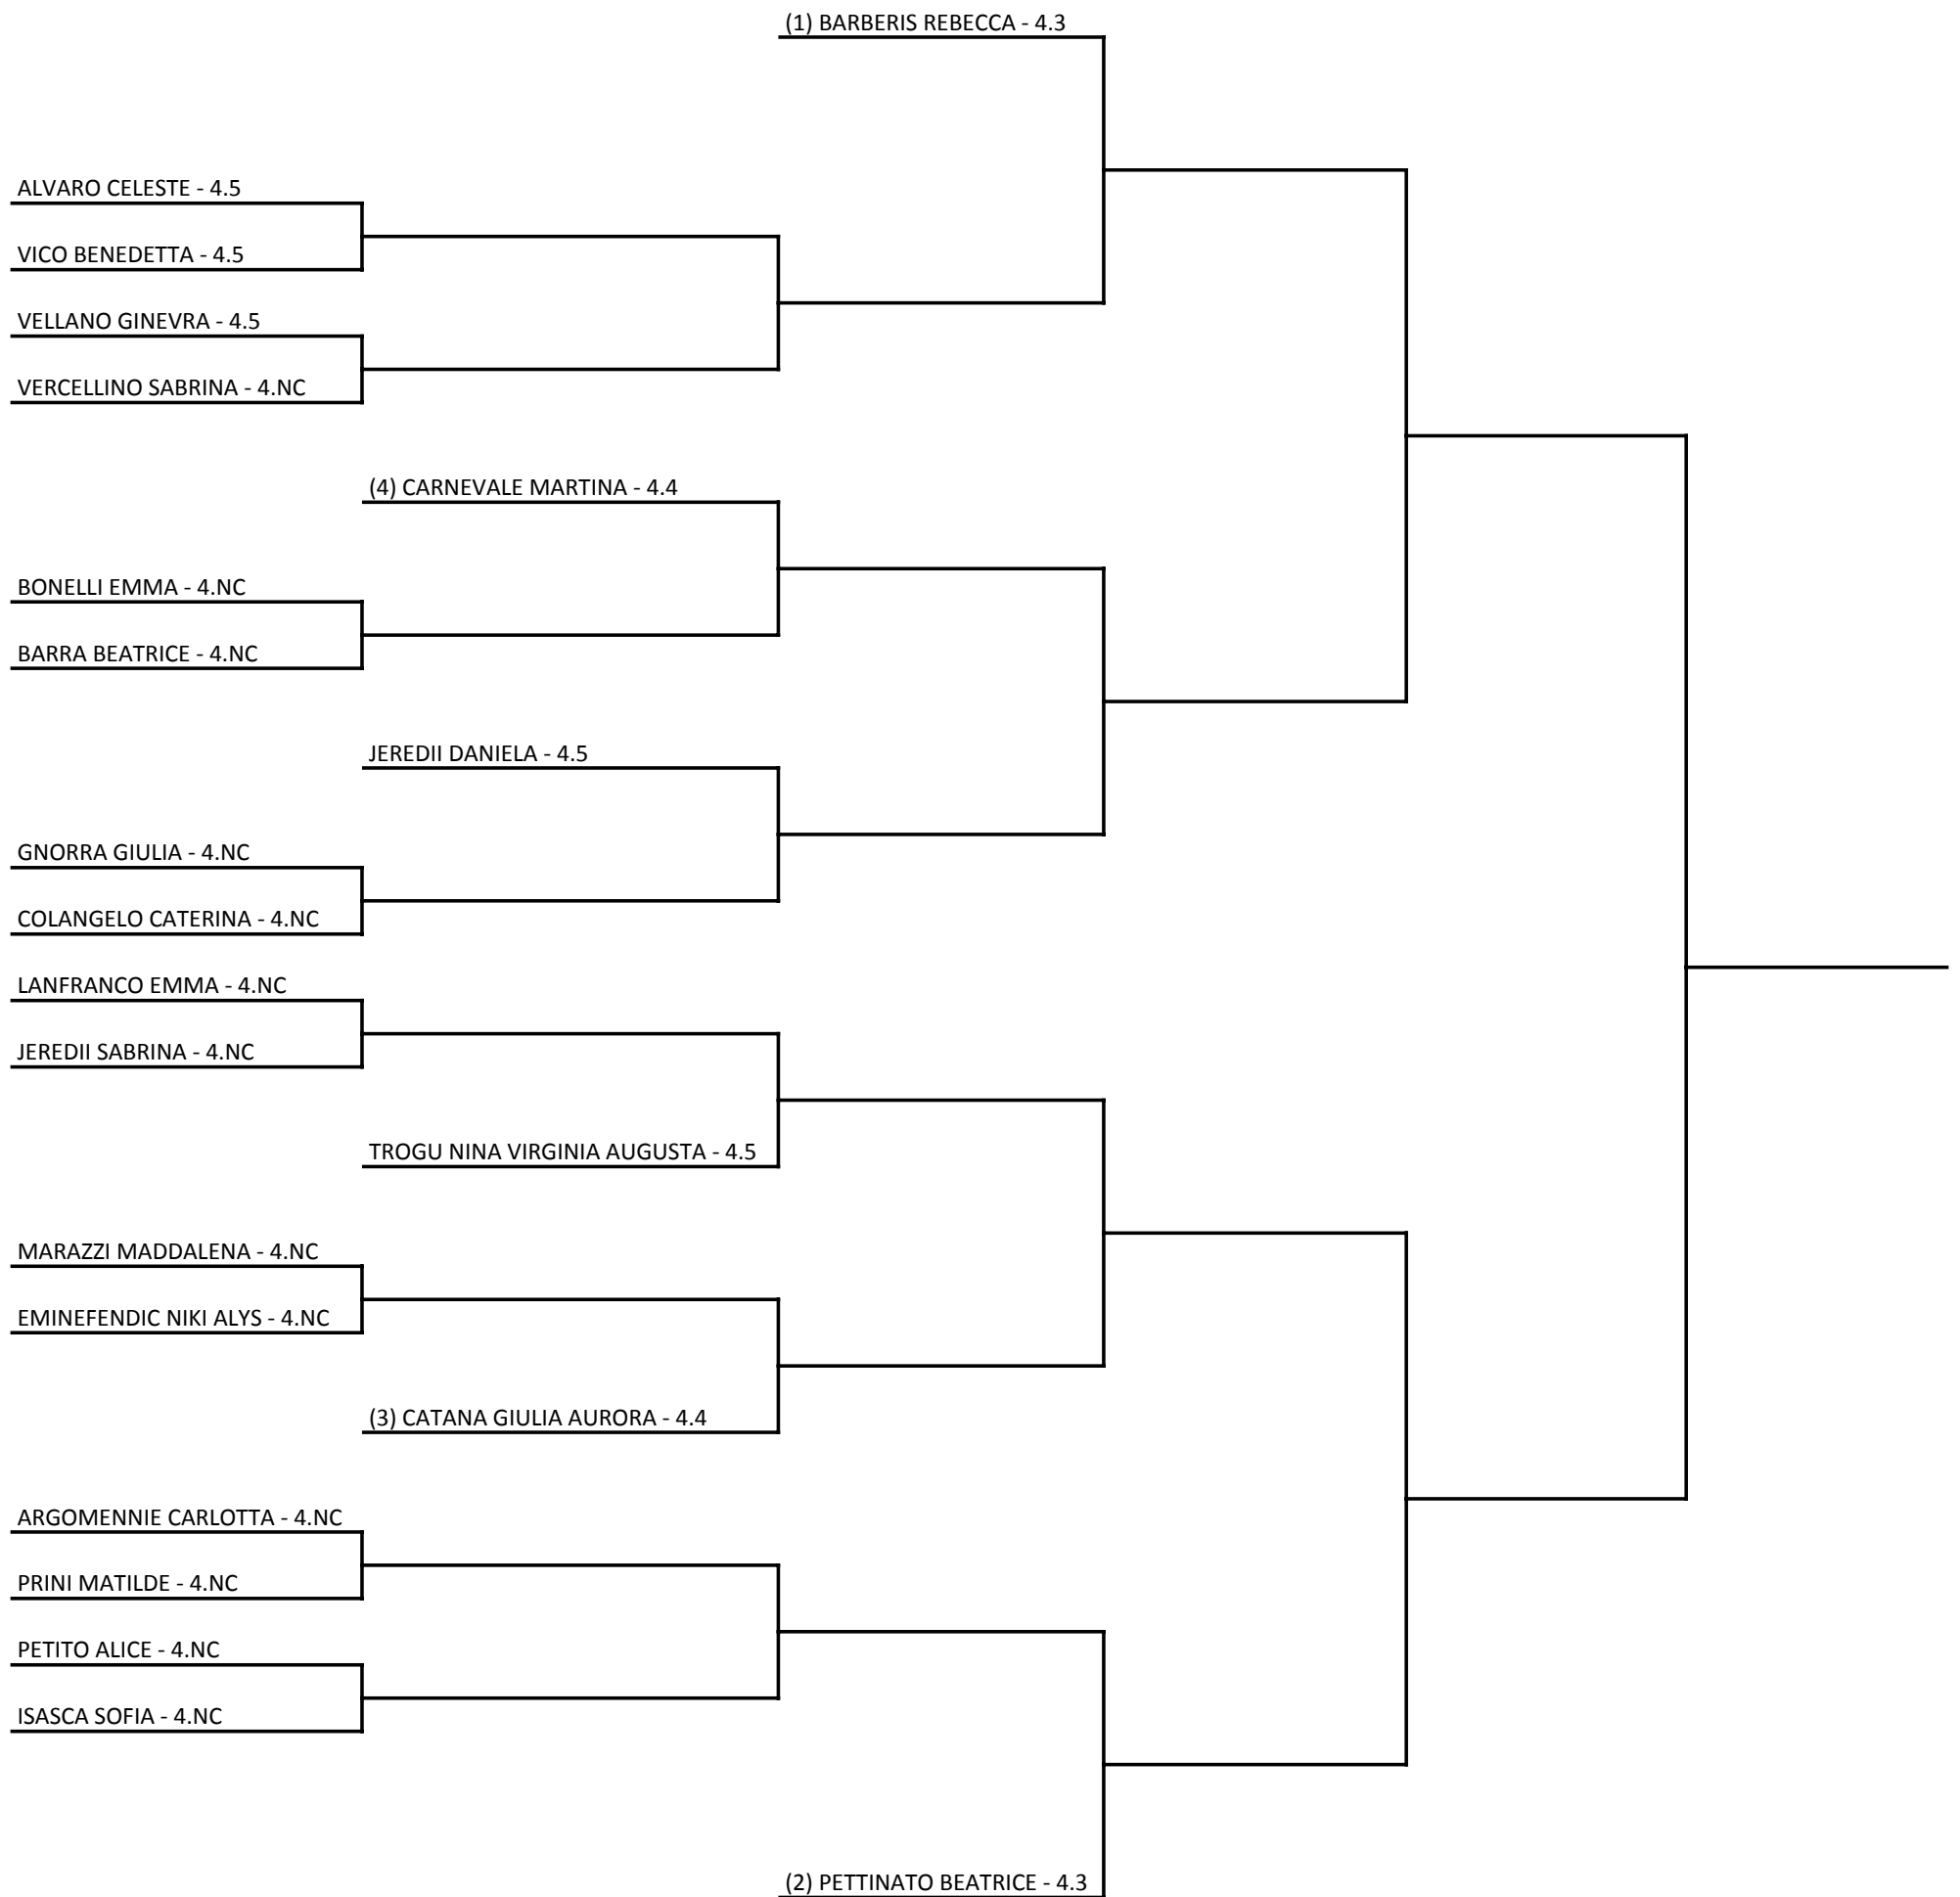 (1) BARBERIS REBECCA - 4.3
ALVARO CELESTE - 4.5
VICO BENEDETTA - 4.5
VELLANO GINEVRA - 4.5
VERCELLINO SABRINA - 4.NC
(4) CARNEVALE MARTINA - 4.4
BONELLI EMMA - 4.NC
BARRA BEATRICE - 4.NC
JEREDII DANIELA - 4.5
GNORRA GIULIA - 4.NC
COLANGELO CATERINA - 4.NC
LANFRANCO EMMA - 4.NC
JEREDII SABRINA - 4.NC
TROGU NINA VIRGINIA AUGUSTA - 4.5
MARAZZI MADDALENA - 4.NC
EMINEFENDIC NIKI ALYS - 4.NC
(3) CATANA GIULIA AURORA - 4.4
ARGOMENNIE CARLOTTA - 4.NC
PRINI MATILDE - 4.NC
PETITO ALICE - 4.NC
ISASCA SOFIA - 4.NC
(2) PETTINATO BEATRICE - 4.3